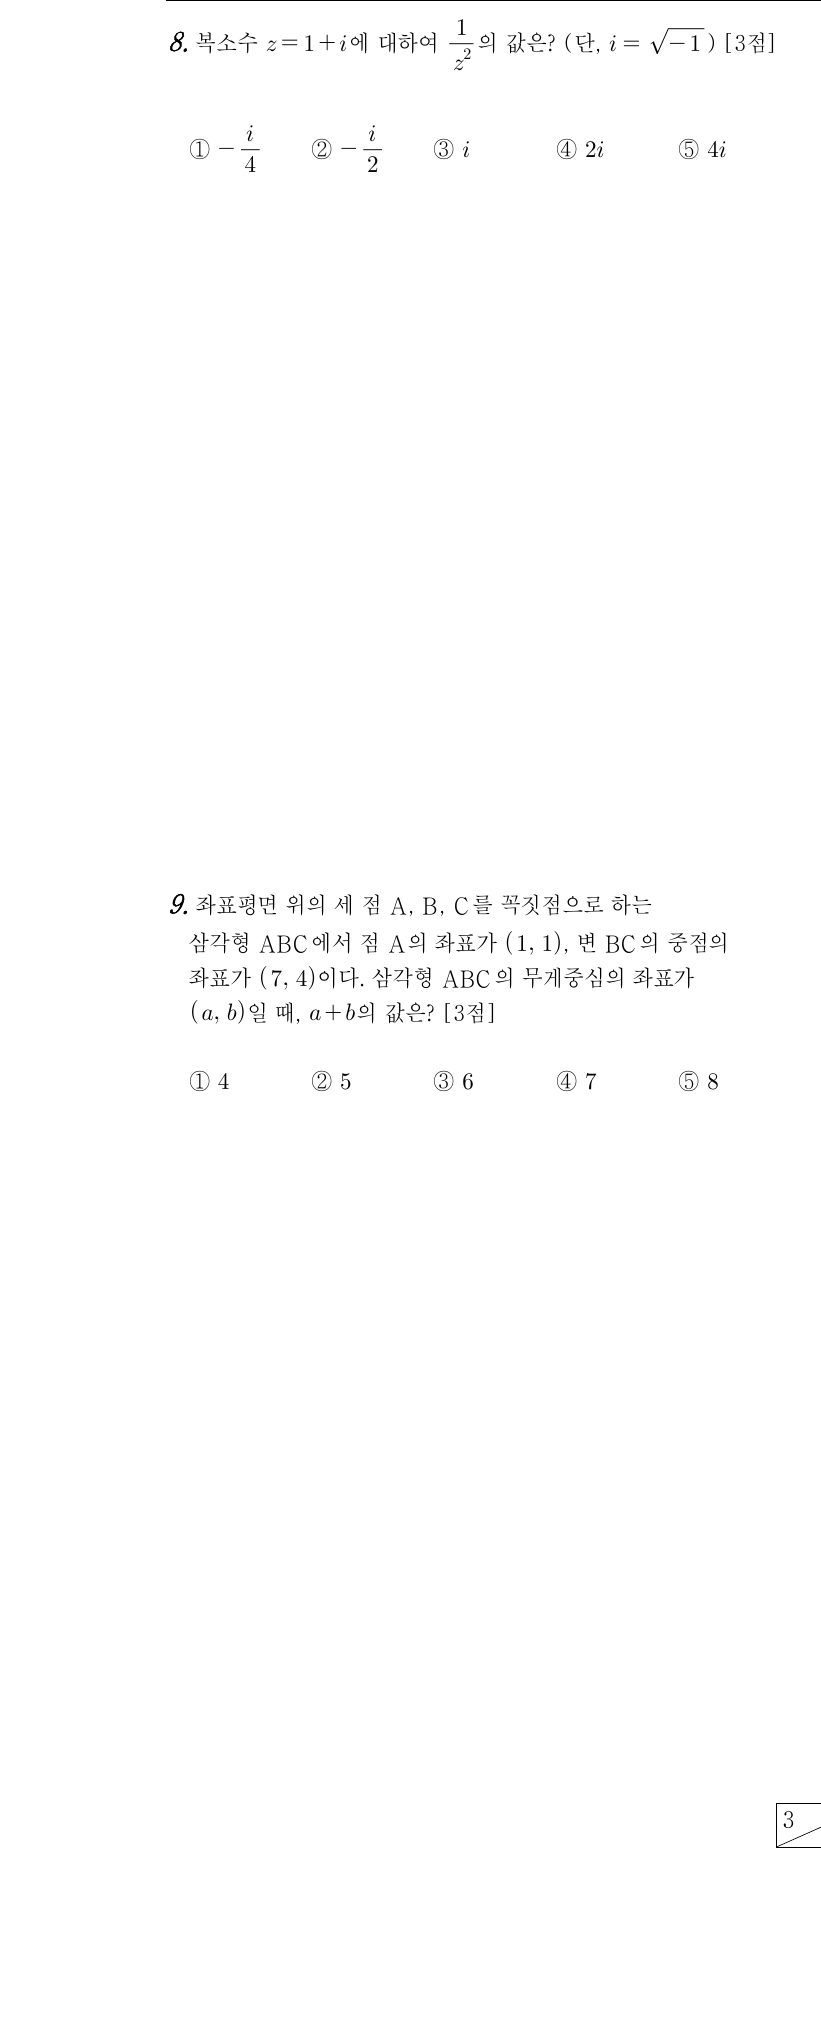 8. 복소수 z=1+i에 대하여 1/z²의 값은? (단, i=√-1) [3점]
① -i/4 ② -i/2 ③ i ④ 2i ⑤ 4i
9. 좌표평면 위의 세 점 A, B, C를 꼭짓점으로 하는
삼각형 ABC에서 점 A의 좌표가 (1, 1), 변 BC의 중점의
좌표가 (7, 4)이다. 삼각형 ABC의 무게중심의 좌표가
(a, b)일 때, a+b의 값은? [3점]
① 4 ② 5 ③ 6 ④ 7 ⑤ 8
3